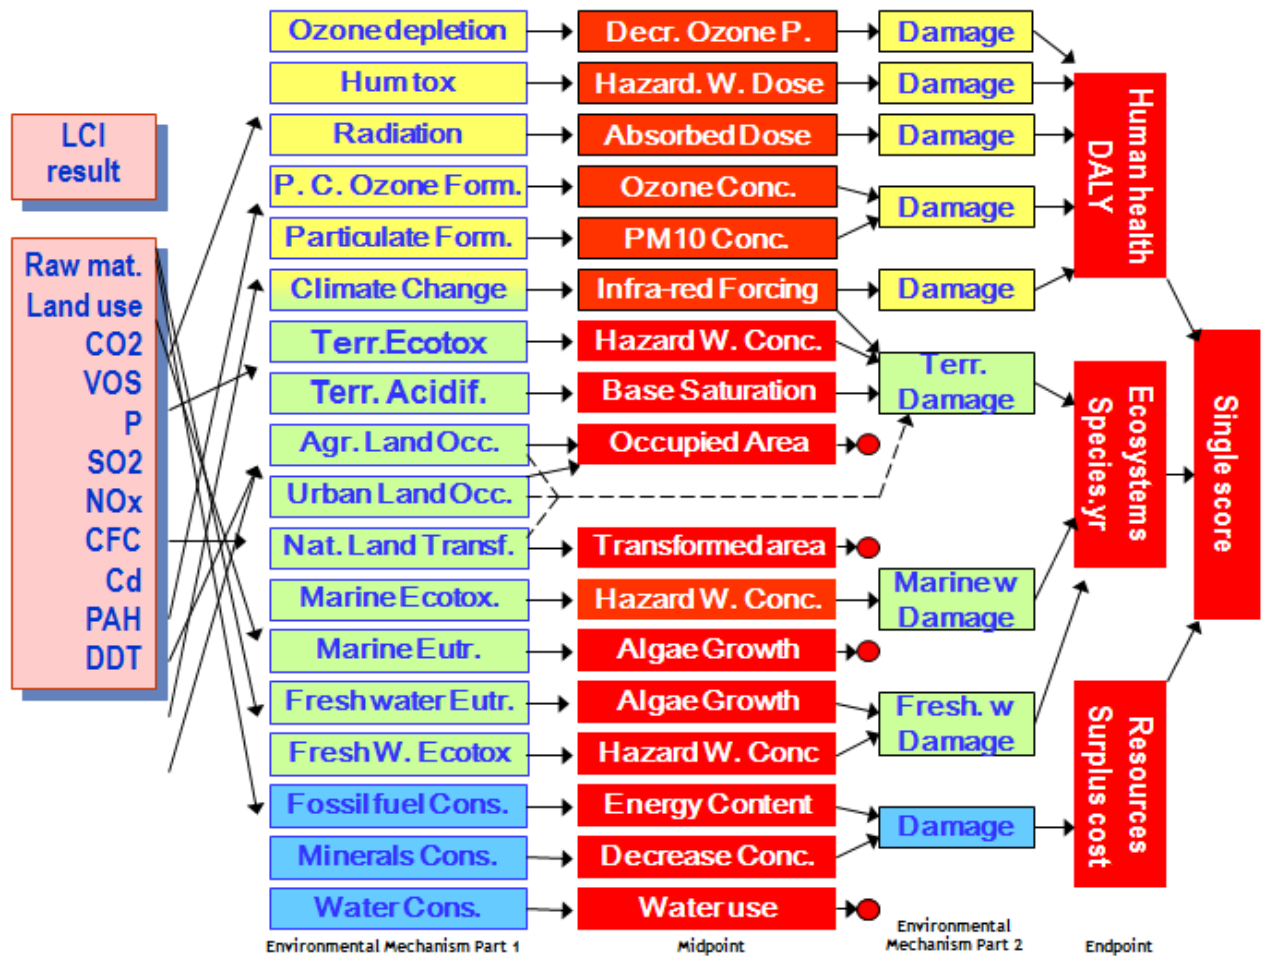 LCI
result
Raw mat.
Land use
CO2
VOS
P
SO2
NOx
CFC
Cd
PAH
DDT
Ozone depletion
Hum tox
Radiation
P. C. Ozone Form.
Particulate Form.
Climate Change
Terr.Ecotox
Terr. Acidif.
Agr. Land Occ.
Urban Land Occ.
Nat. Land Transf.
Marine Ecotox.
Marine Eutr.
Fresh water Eutr.
Fresh W. Ecotox
Fossil fuel Cons.
Minerals Cons.
Water Cons.
Environmental Mechanism Part 1
Decr. Ozone P.
Hazard. W. Dose
Absorbed Dose
Ozone Conc.
PM10 Conc.
Infra-red Forcing
Hazard W. Conc.
Base Saturation
Occupied Area
Transformed area
Hazard W. Conc.
Algae Growth
Algae Growth
Hazard W. Conc
Energy Content
Decrease Conc.
Water use
Midpoint
Damage
Damage
Damage
Damage
Damage
Terr.
Damage
Marine w
Damage
Fresh. w
Damage
Damage
Environmental
Mechanism Part 2
Human health
DALY
Ecosystems
Species.yr
Resources
Surplus cost
Endpoint
Single score